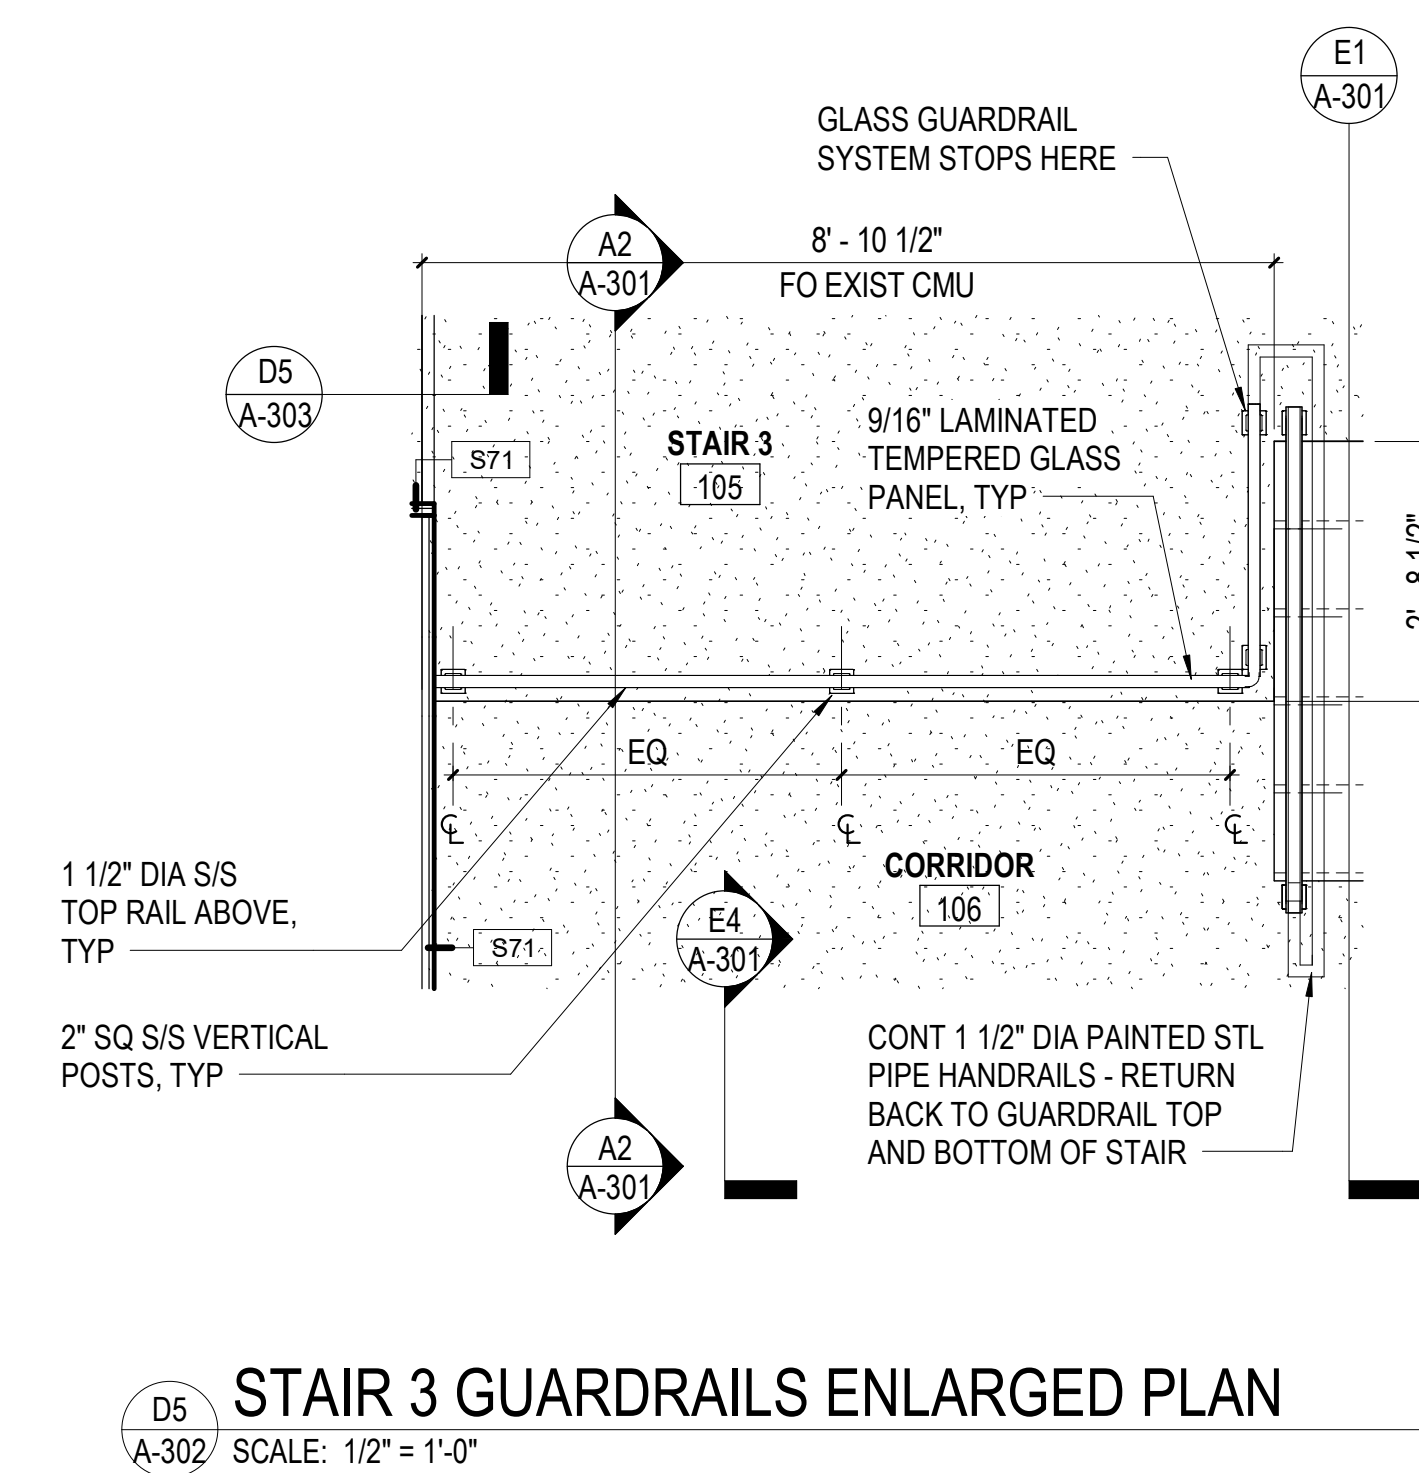 E1
A-301
GLASS GUARDRAIL
SYSTEM STOPS HERE
A2
A-301
8' - 10 1/2"
FO EXIST CMU
D5
A-303
S71
STAIR 3
105
9/16" LAMINATED
TEMPERED GLASS
PANEL, TYP
2' - 8 1/2"
EQ
EQ
℄
℄
℄
1 1/2" DIA S/S
TOP RAIL ABOVE,
TYP
S71
CORRIDOR
106
E4
A-301
2" SQ S/S VERTICAL
POSTS, TYP
CONT 1 1/2" DIA PAINTED STL
PIPE HANDRAILS - RETURN
BACK TO GUARDRAIL TOP
AND BOTTOM OF STAIR
A2
A-301
D5
A-302
STAIR 3 GUARDRAILS ENLARGED PLAN
SCALE: 1/2" = 1'-0"